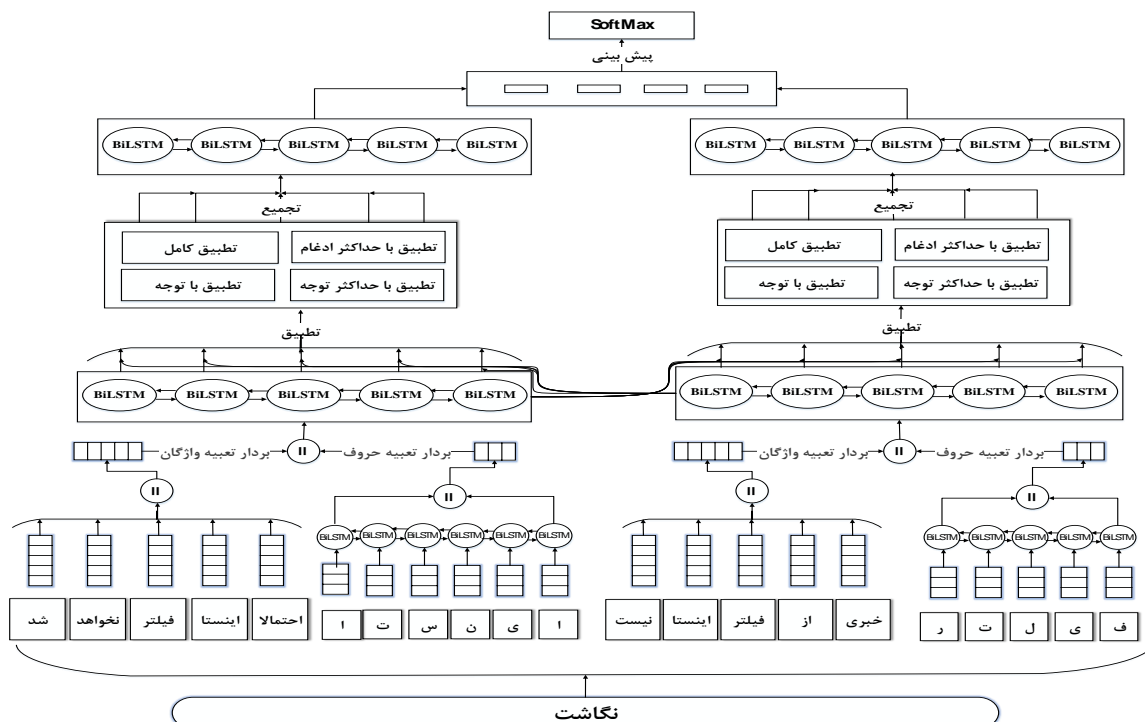 SoftMax
پیش بینی
BiLSTM BiLSTM BiLSTM BiLSTM BiLSTM
BiLSTM BiLSTM BiLSTM BiLSTM BiLSTM
تجمیع
تجمیع
تطبیق با حداکثر ادغام تطبیق کامل
تطبیق با حداکثر توجه تطبیق با توجه
تطبیق با حداکثر ادغام تطبیق کامل
تطبیق با حداکثر توجه تطبیق با توجه
تطبیق
تطبیق
BiLSTM BiLSTM BiLSTM BiLSTM BiLSTM
BiLSTM BiLSTM BiLSTM BiLSTM BiLSTM
بردار تعبیه حروف II بردار تعبیه واژگان
بردار تعبیه حروف II بردار تعبیه واژگان
II II
II II
BiLSTM BiLSTM BiLSTM BiLSTM BiLSTM
BiLSTM BiLSTM BiLSTM BiLSTM BiLSTM BiLSTM
ف ی ل ت ر
خبری از فیلتر اینستا نیست
ا ی ن س ت ا
احتمالا اینستا فیلتر نخواهد شد
نگاشت